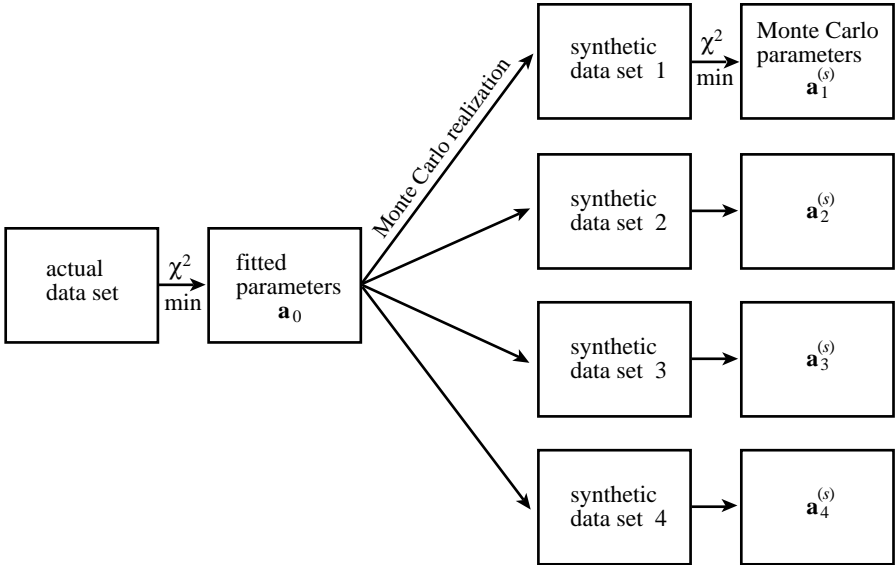 actual
data set
χ²
min
fitted
parameters
𝐚₀
Monte Carlo realization
synthetic
data set 1
χ²
min
Monte Carlo
parameters
𝐚₁⁽ˢ⁾
synthetic
data set 2
𝐚₂⁽ˢ⁾
synthetic
data set 3
𝐚₃⁽ˢ⁾
synthetic
data set 4
𝐚₄⁽ˢ⁾